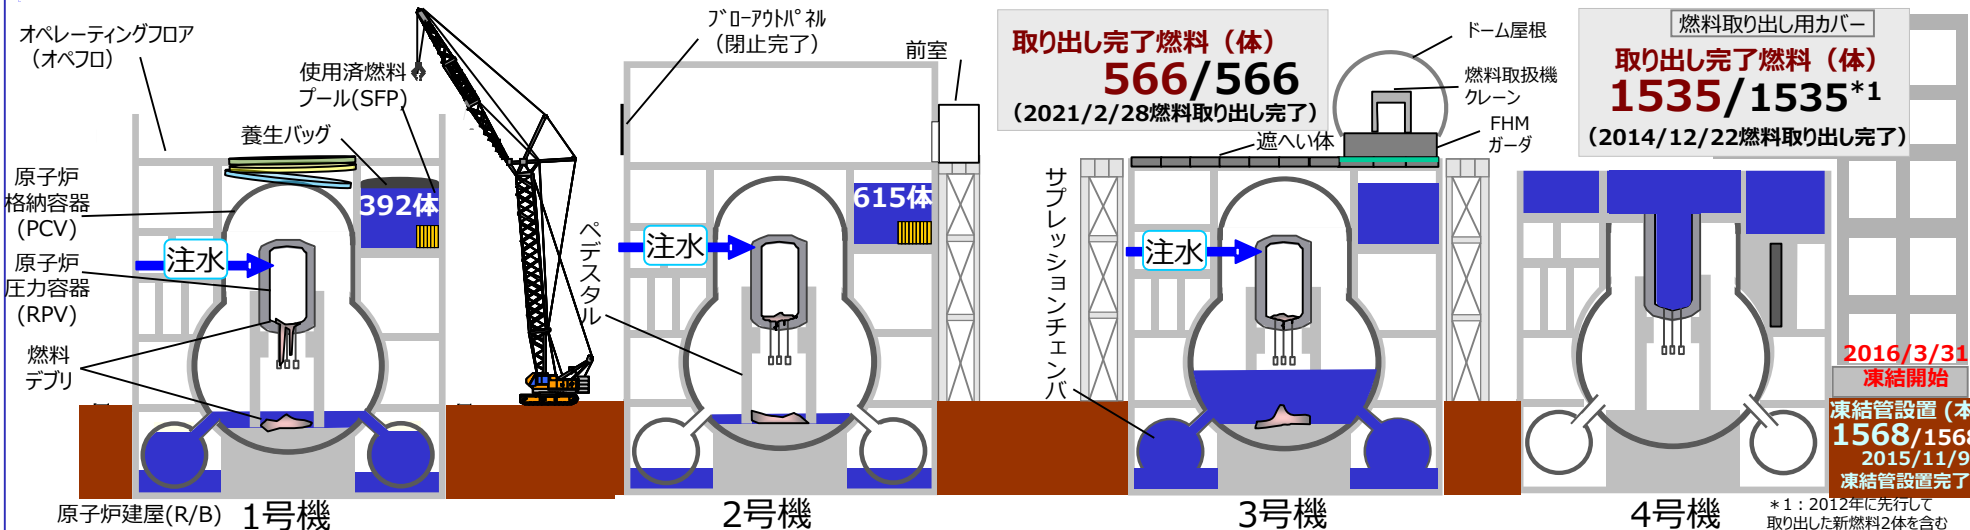 オペレーティングフロア
(オペフロ)
使用済燃料
プール(SFP)
養生バッグ
原子炉
格納容器
(PCV)
原子炉
圧力容器
(RPV)
燃料
デブリ
注水
392体
原子炉建屋(R/B)
1号機
ブローアウトパネル
(閉止完了)
前室
615体
注水
ペデスタル
2号機
取り出し完了燃料（体）
566/566
(2021/2/28燃料取り出し完了)
ドーム屋根
燃料取扱機
クレーン
FHM
ガーダ
遮へい体
サプレッションチェンバ
注水
3号機
燃料取り出し用カバー
取り出し完了燃料（体）
1535/1535*1
(2014/12/22燃料取り出し完了)
4号機
2016/3/31
凍結開始
凍結管設置 (本
1568/1568
2015/11/9
凍結管設置完了
*1：2012年に先行して
取り出した新燃料2体を含む